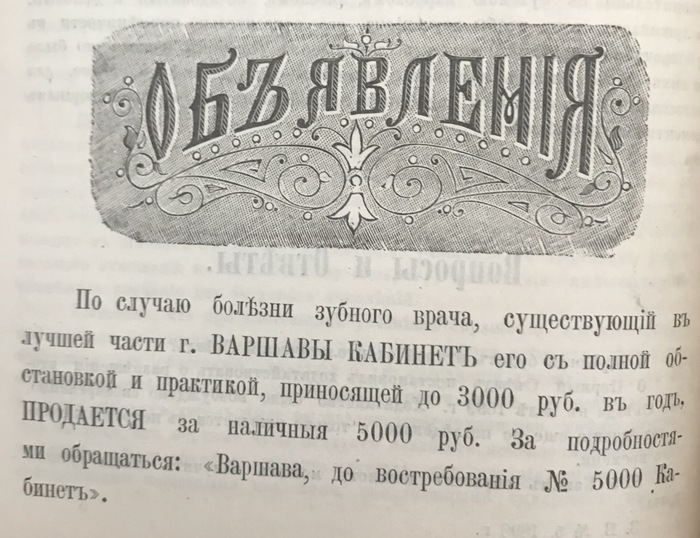 ОБЪЯВЛЕНІЯ
По случаю болѣзни зубного врача, существующій въ
лучшей части г. ВАРШАВЫ КАБИНЕТЪ его съ полной об-
становкой и практикой, приносящей до 3000 руб. въ годъ,
ПРОДАЕТСЯ за наличныя 5000 руб. За подробностя-
ми обращаться: «Варшава, до востребованія № 5000 Ка-
бинетъ».